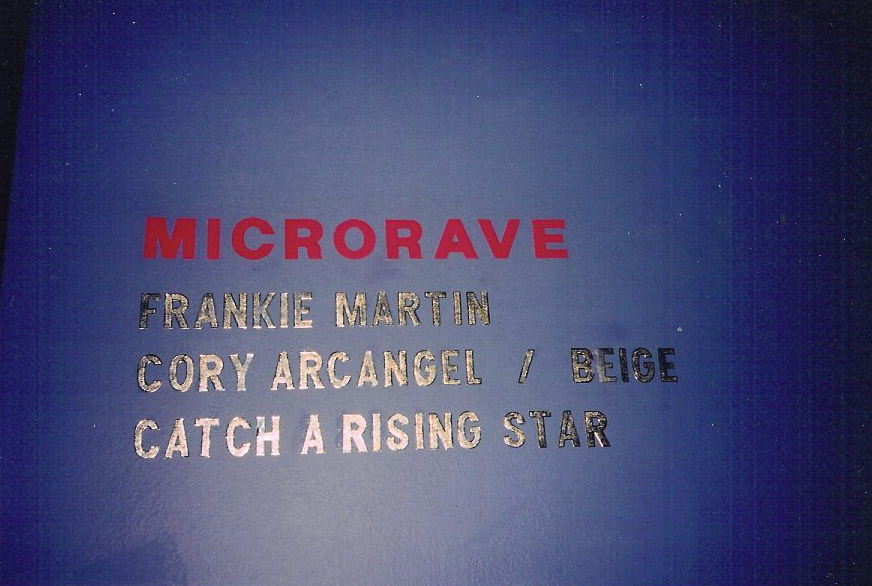 MICRORAVE
FRANKIE MARTIN
CORY ARCANGEL / BEIGE
CATCH A RISING STAR